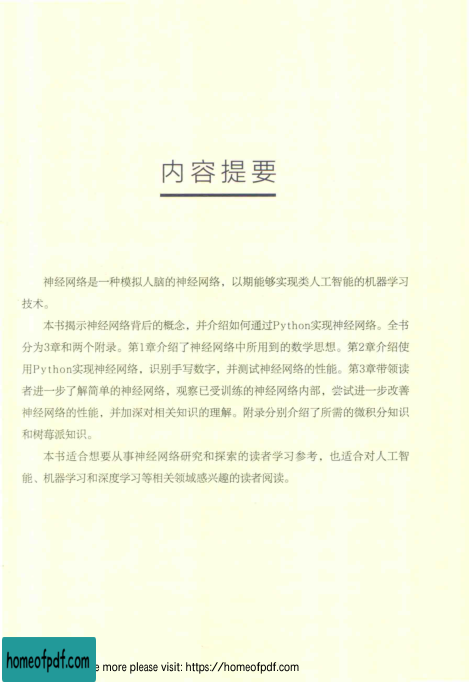 内容提要
神经网络是一种模拟人脑的神经网络，以期能够实现类人工智能的机器学习
技术。
本书揭示神经网络背后的概念，并介绍如何通过Python实现神经网络。全书
分为3章和两个附录。第1章介绍了神经网络中所用到的数学思想。第2章介绍使
用Python实现神经网络，识别手写数字，并测试神经网络的性能。第3章带领读
者进一步了解简单的神经网络，观察已受训练的神经网络内部，尝试进一步改善
神经网络的性能，并加深对相关知识的理解。附录分别介绍了所需的微积分知识
和树莓派知识。
本书适合想要从事神经网络研究和探索的读者学习参考，也适合对人工智
能、机器学习和深度学习等相关领域感兴趣的读者阅读。
homeofpdf.com
e more please visit: https://homeofpdf.com